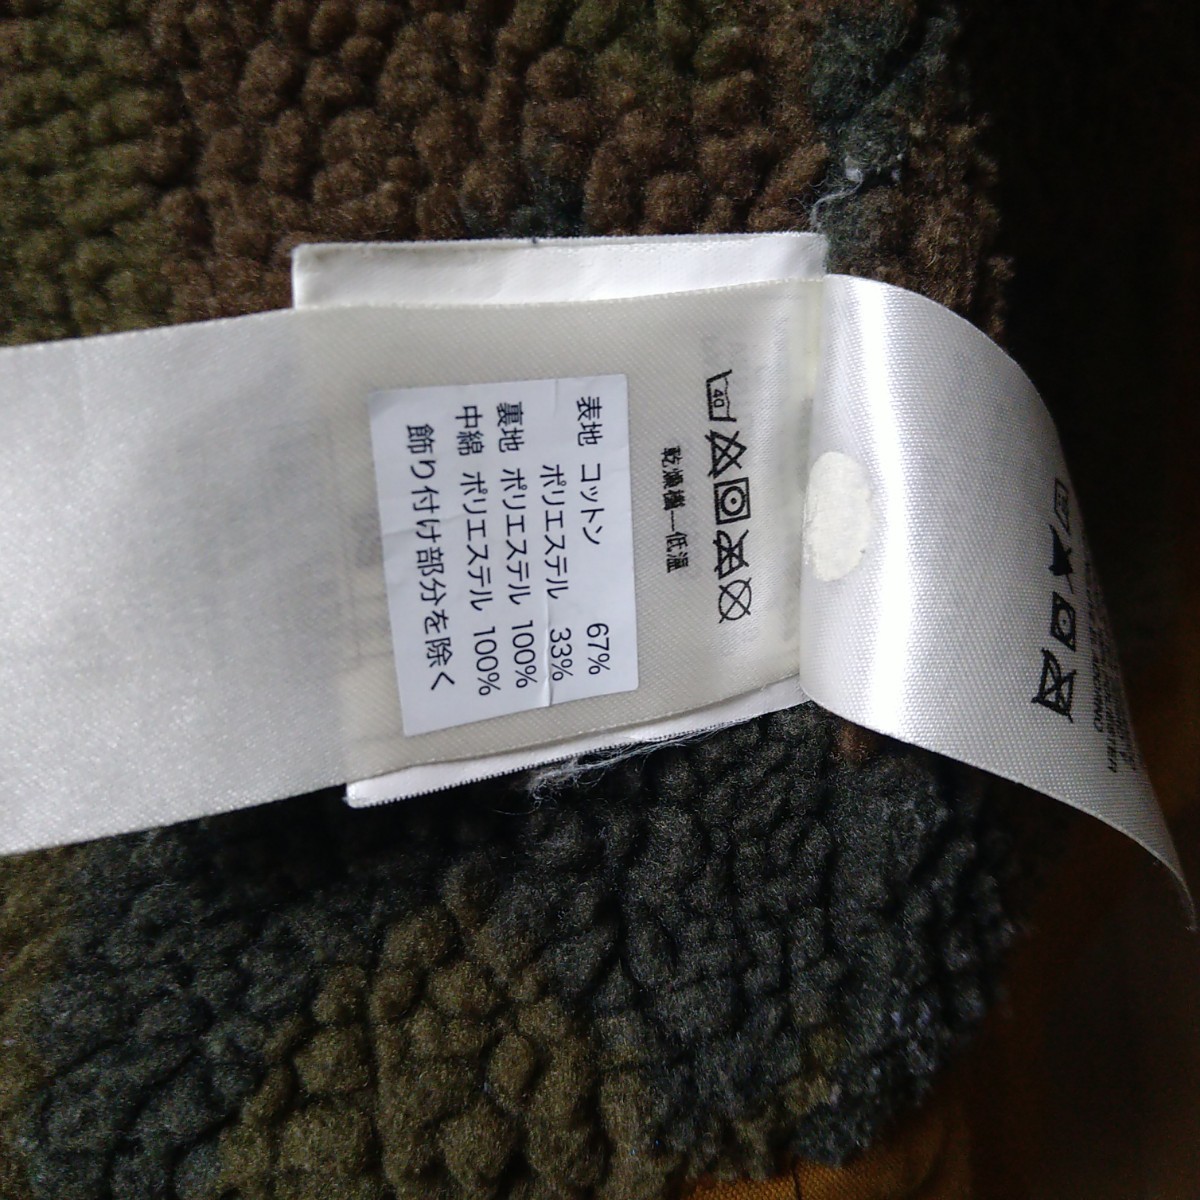 40
乾燥機一低温
表地 コットン 67%
ポリエステル 33%
裏地 ポリエステル 100%
中綿 ポリエステル 100%
飾り付け部分を除く